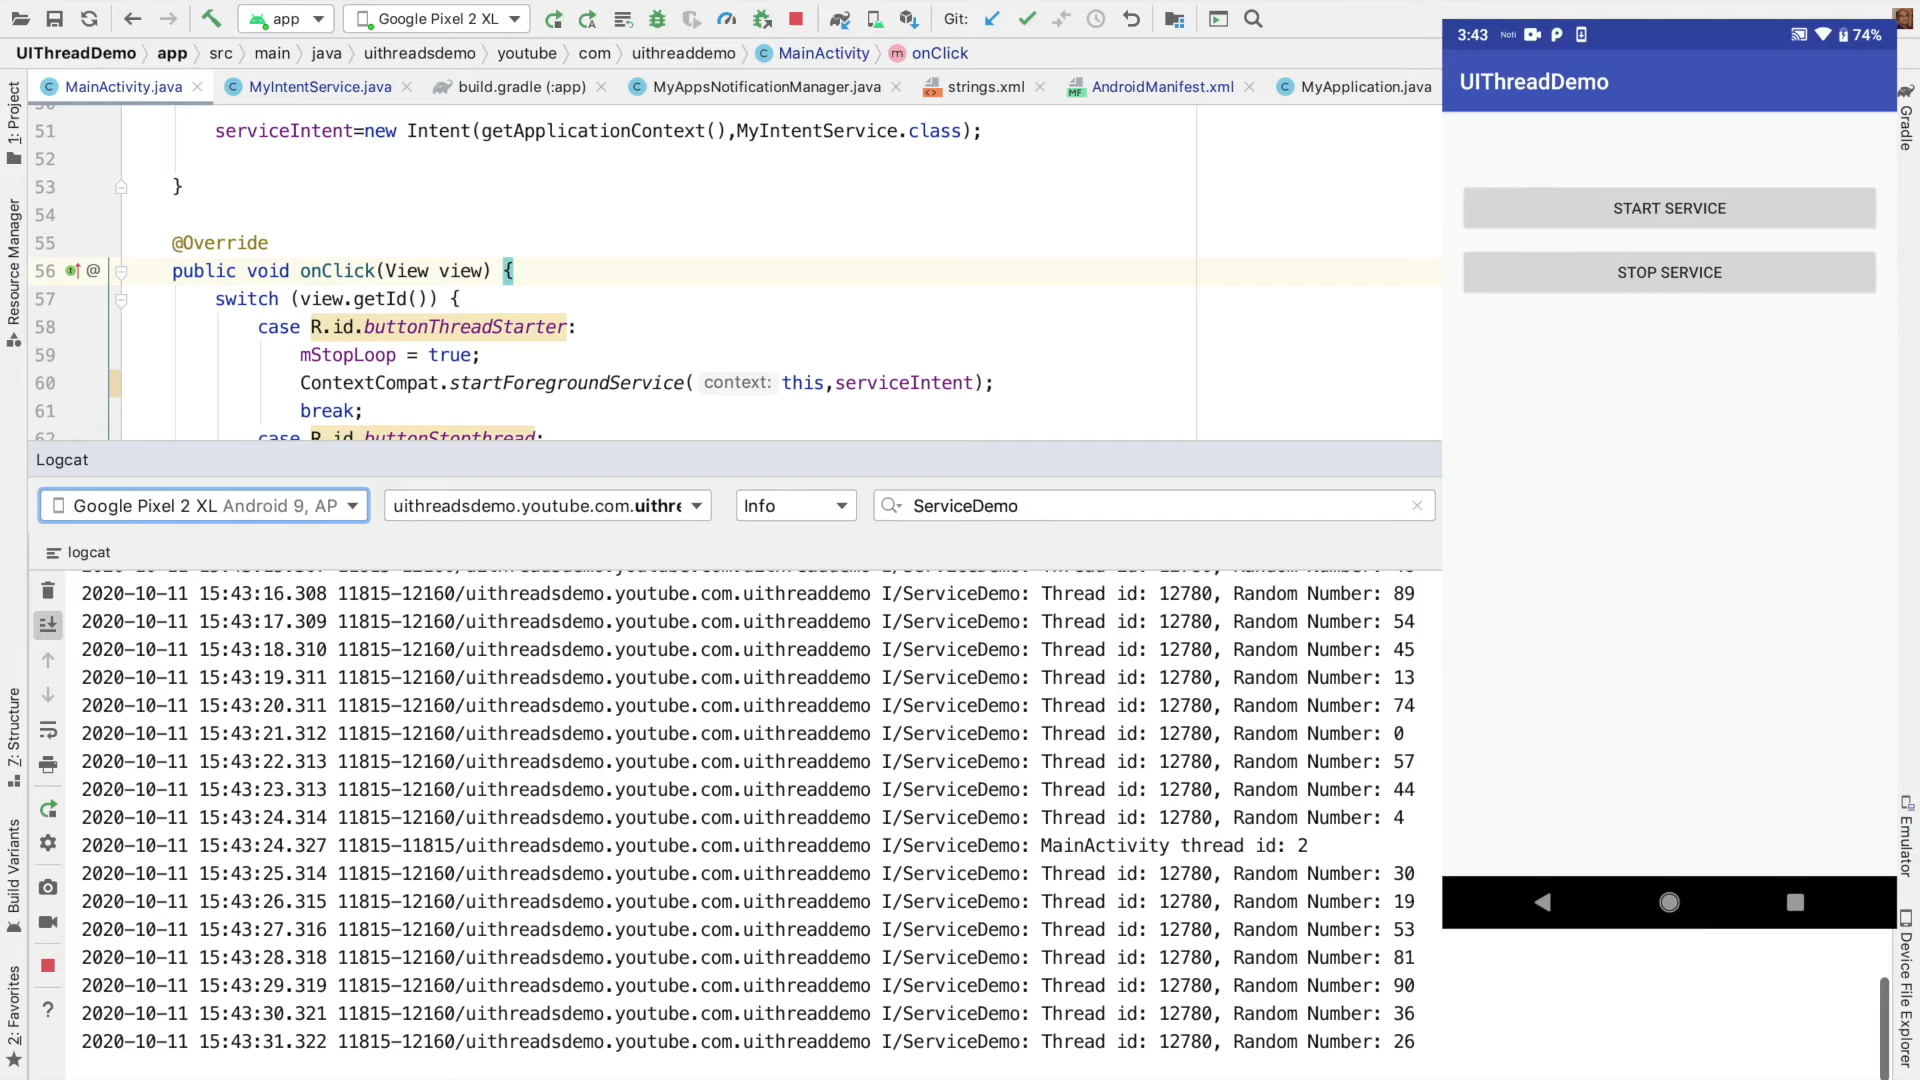 app
Google Pixel 2 XL
Git:
UIThreadDemo
app
src
main
java
uithreadsdemo
youtube
com
uithreaddemo
MainActivity
onClick
MainActivity.java
MyIntentService.java
build.gradle (:app)
MyAppsNotificationManager.java
strings.xml
AndroidManifest.xml
MyApplication.java
51 serviceIntent=new Intent(getApplicationContext(),MyIntentService.class);
52
53 }
54
55 @Override
56 public void onClick(View view) {
57 switch (view.getId()) {
58 case R.id.buttonThreadStarter:
59 mStopLoop = true;
60 ContextCompat.startForegroundService( context: this,serviceIntent);
61 break;
62 case R.id.buttonStopthread:
Logcat
Google Pixel 2 XL Android 9, AP
uithreadsdemo.youtube.com.uithre
Info
ServiceDemo
logcat
2020-10-11 15:43:16.308 11815-12160/uithreadsdemo.youtube.com.uithreaddemo I/ServiceDemo: Thread id: 12780, Random Number: 89
2020-10-11 15:43:17.309 11815-12160/uithreadsdemo.youtube.com.uithreaddemo I/ServiceDemo: Thread id: 12780, Random Number: 54
2020-10-11 15:43:18.310 11815-12160/uithreadsdemo.youtube.com.uithreaddemo I/ServiceDemo: Thread id: 12780, Random Number: 45
2020-10-11 15:43:19.311 11815-12160/uithreadsdemo.youtube.com.uithreaddemo I/ServiceDemo: Thread id: 12780, Random Number: 13
2020-10-11 15:43:20.311 11815-12160/uithreadsdemo.youtube.com.uithreaddemo I/ServiceDemo: Thread id: 12780, Random Number: 74
2020-10-11 15:43:21.312 11815-12160/uithreadsdemo.youtube.com.uithreaddemo I/ServiceDemo: Thread id: 12780, Random Number: 0
2020-10-11 15:43:22.313 11815-12160/uithreadsdemo.youtube.com.uithreaddemo I/ServiceDemo: Thread id: 12780, Random Number: 57
2020-10-11 15:43:23.313 11815-12160/uithreadsdemo.youtube.com.uithreaddemo I/ServiceDemo: Thread id: 12780, Random Number: 44
2020-10-11 15:43:24.314 11815-12160/uithreadsdemo.youtube.com.uithreaddemo I/ServiceDemo: Thread id: 12780, Random Number: 4
2020-10-11 15:43:24.327 11815-11815/uithreadsdemo.youtube.com.uithreaddemo I/ServiceDemo: MainActivity thread id: 2
2020-10-11 15:43:25.314 11815-12160/uithreadsdemo.youtube.com.uithreaddemo I/ServiceDemo: Thread id: 12780, Random Number: 30
2020-10-11 15:43:26.315 11815-12160/uithreadsdemo.youtube.com.uithreaddemo I/ServiceDemo: Thread id: 12780, Random Number: 19
2020-10-11 15:43:27.316 11815-12160/uithreadsdemo.youtube.com.uithreaddemo I/ServiceDemo: Thread id: 12780, Random Number: 53
2020-10-11 15:43:28.318 11815-12160/uithreadsdemo.youtube.com.uithreaddemo I/ServiceDemo: Thread id: 12780, Random Number: 81
2020-10-11 15:43:29.319 11815-12160/uithreadsdemo.youtube.com.uithreaddemo I/ServiceDemo: Thread id: 12780, Random Number: 90
2020-10-11 15:43:30.321 11815-12160/uithreadsdemo.youtube.com.uithreaddemo I/ServiceDemo: Thread id: 12780, Random Number: 36
2020-10-11 15:43:31.322 11815-12160/uithreadsdemo.youtube.com.uithreaddemo I/ServiceDemo: Thread id: 12780, Random Number: 26
1: Project
Resource Manager
7: Structure
Build Variants
2: Favorites
3:43 Noti 74%
UIThreadDemo
START SERVICE
STOP SERVICE
Gradle
Emulator
Device File Explorer